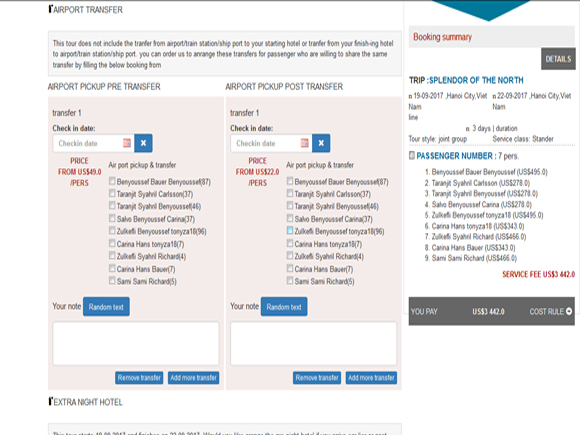 AIRPORT TRANSFER
This tour does not include the tranfer from airport/train station/ship port to your starting hotel or tranfer from your finish-ing hotel
to airport/train station/ship port. you can order us to arrange these transfers for passenger who are willing to share the same
transfer by filling the below booking from
AIRPORT PICKUP PRE TRANSFER
transfer 1
Check in date:
Checkin date
x
PRICE
FROM US$49.0
/PERS
Air port pickup & transfer
Benyoussef Bauer Benyoussef(87)
Taranjit Syahril Carlsson(37)
Taranjit Syahril Benyoussef(46)
Salvo Benyoussef Carina(37)
Zulkefli Benyoussef tonyza18(96)
Carina Hans tonyza18(7)
Zulkefli Syahril Richard(4)
Carina Hans Bauer(7)
Sami Sami Richard(5)
Your note Random text
Remove transfer Add more transfer
AIRPORT PICKUP POST TRANSFER
transfer 1
Check in date:
Checkin date
x
PRICE
FROM US$22.0
/PERS
Air port pickup & transfer
Benyoussef Bauer Benyoussef(87)
Taranjit Syahril Carlsson(37)
Taranjit Syahril Benyoussef(46)
Salvo Benyoussef Carina(37)
Zulkefli Benyoussef tonyza18(96)
Carina Hans tonyza18(7)
Zulkefli Syahril Richard(4)
Carina Hans Bauer(7)
Sami Sami Richard(5)
Your note Random text
Remove transfer Add more transfer
EXTRA NIGHT HOTEL
Booking summary
DETAILS
TRIP :SPLENDOR OF THE NORTH
19-09-2017 ,Hanoi City,Viet
Nam
22-09-2017 ,Hanoi City,Viet
Nam
line
3 days | duration
Tour style: joint group Service class: Stander
PASSENGER NUMBER : 7 pers.
1. Benyoussef Bauer Benyoussef (US$495.0)
2. Taranjit Syahril Carlsson (US$278.0)
3. Taranjit Syahril Benyoussef (US$278.0)
4. Salvo Benyoussef Carina (US$278.0)
5. Zulkefli Benyoussef tonyza18 (US$495.0)
6. Carina Hans tonyza18 (US$343.0)
7. Zulkefli Syahril Richard (US$466.0)
8. Carina Hans Bauer (US$343.0)
9. Sami Sami Richard (US$466.0)
SERVICE FEE US$3 442.0
YOU PAY US$3 442.0 COST RULE